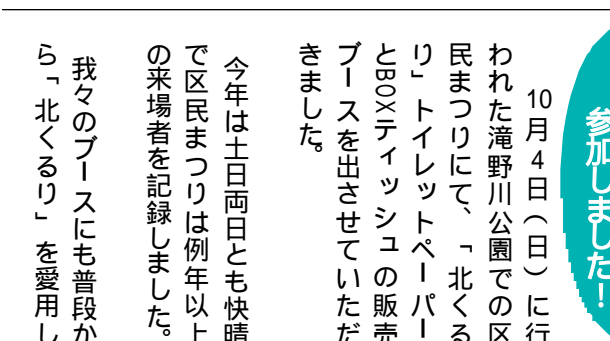 参加しました！
10月4日（日）に行
われた滝野川公園での区
民まつりにて、「北くる
り」トイレットペーパー
とBOXティッシュの販売
ブースを出させていただ
きました。
今年は土日両日とも快晴
で区民まつりは例年以上
の来場者を記録しました。
我々のブースにも普段か
ら「北くるり」を愛用し